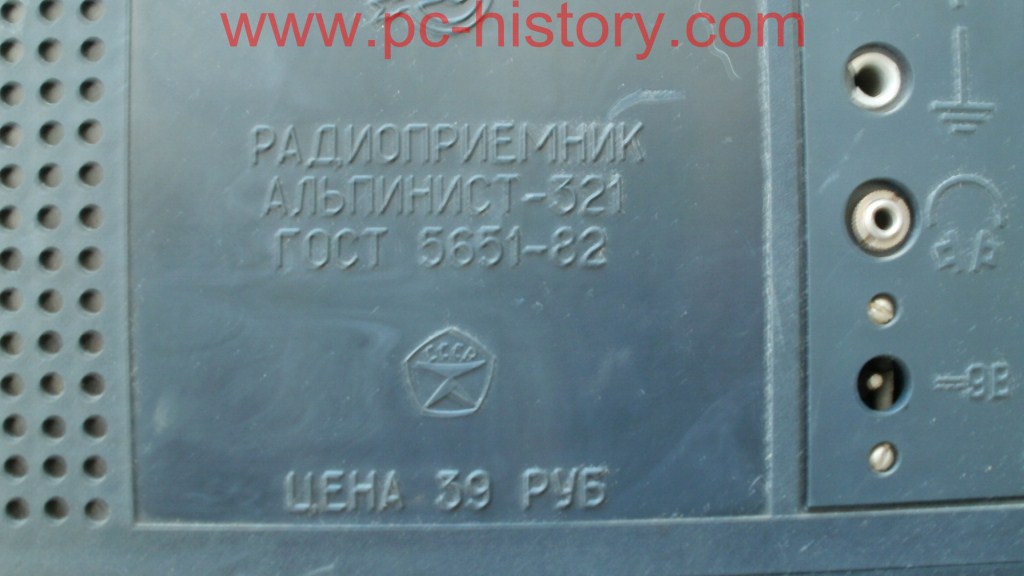 www.pc-history.com
РАДИОПРИЕМНИК
АЛЬПИНИСТ-321
ГОСТ 5651-82
СССР
ЦЕНА 39 РУБ
9В